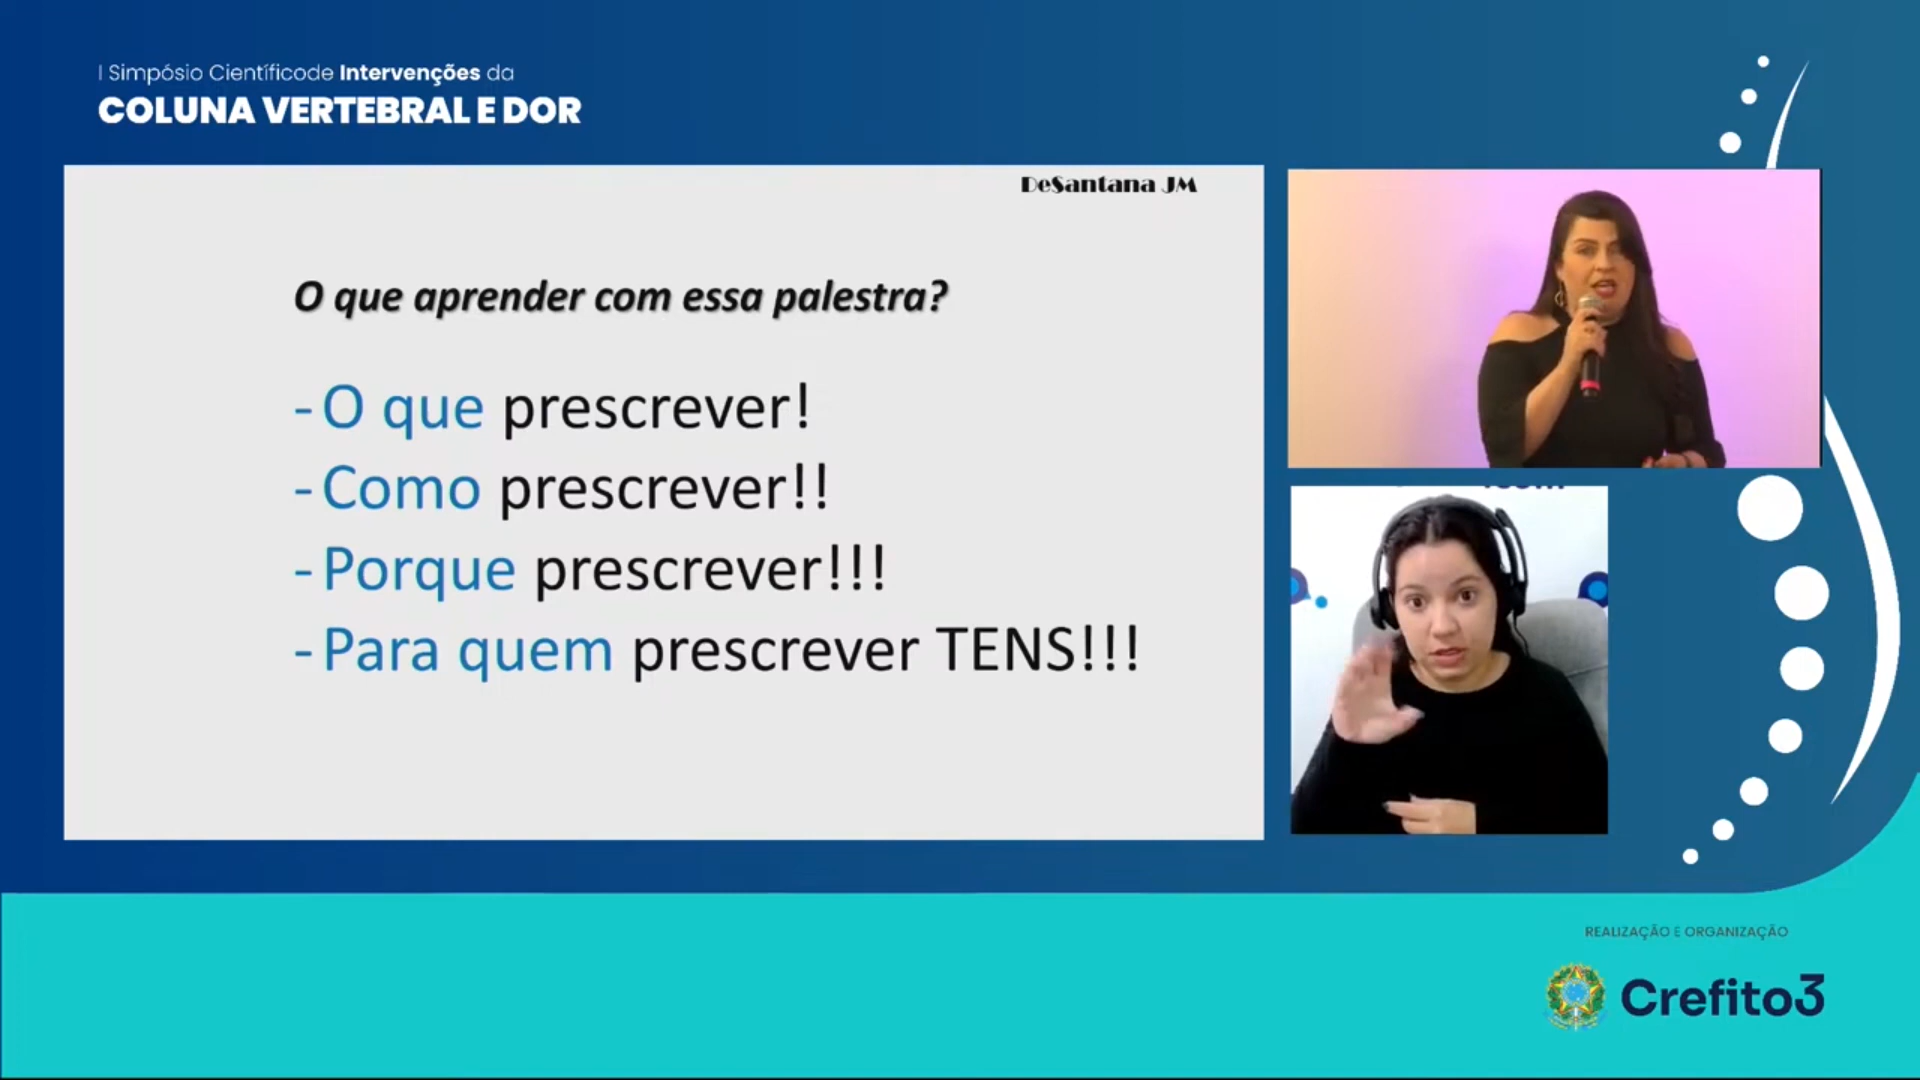 I Simpósio Científicode Intervenções da
COLUNA VERTEBRAL E DOR
DeSantana JM
O que aprender com essa palestra?
- O que prescrever!
- Como prescrever!!
- Porque prescrever!!!
- Para quem prescrever TENS!!!
REALIZAÇÃO E ORGANIZAÇÃO
Crefito3